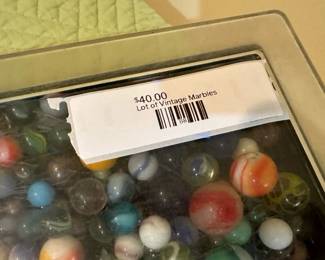 $40.00
Lot of Vintage Marbles